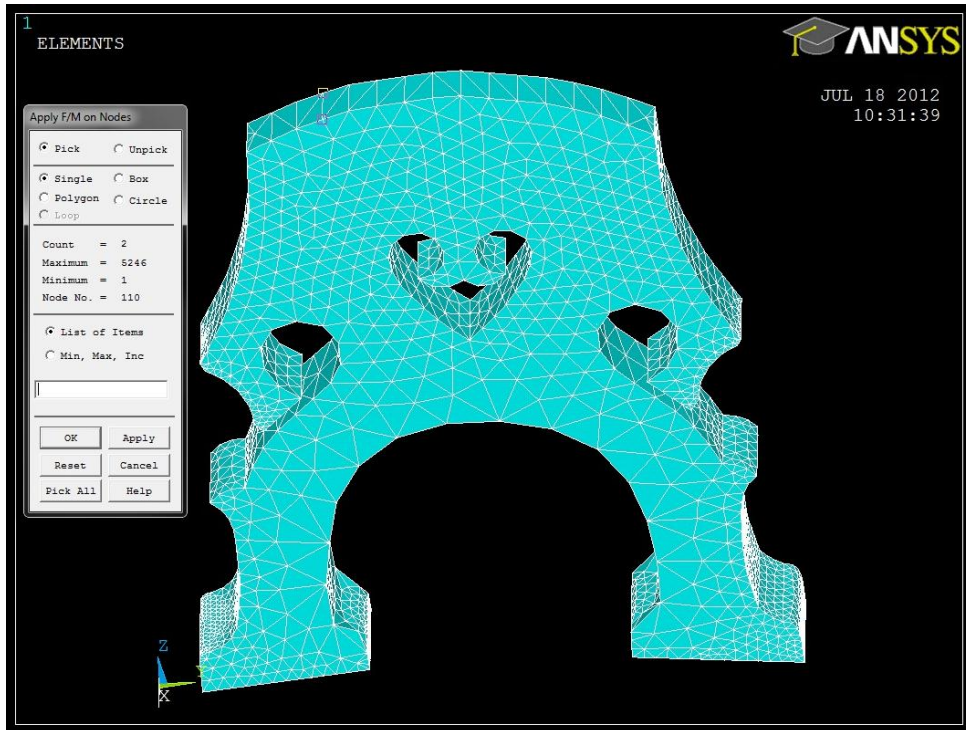 1
ELEMENTS
ANSYS
JUL 18 2012
10:31:39
Apply F/M on Nodes
Pick Unpick
Single Box
Polygon Circle
Loop
Count = 2
Maximum = 5246
Minimum = 1
Node No. = 110
List of Items
Min, Max, Inc
OK Apply
Reset Cancel
Pick All Help
Z
X